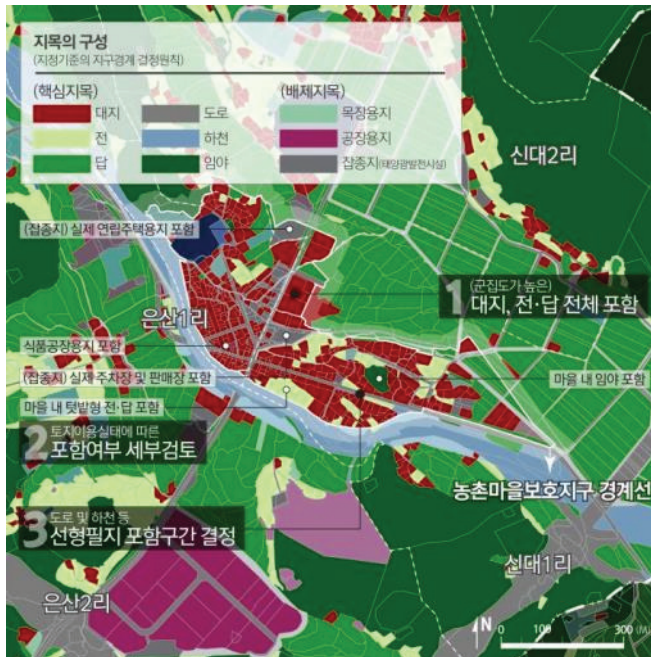 지목의 구성
(지정기준의 지구경계 결정원칙)
(핵심지목)
(배제지목)
대지
도로
목장용지
전
하천
공장용지
답
임야
잡종지(태양광발전시설)
신대2리
(잡종지) 실제 연립주택용지 포함
1 (군집도가 높은)
대지, 전·답 전체 포함
은산1리
식품공장용지 포함
(잡종지) 실제 주차장 및 판매장 포함
마을 내 임야 포함
마을 내 텃밭형 전·답 포함
2 토지이용실태에 따른
포함여부 세부검토
농촌마을보호지구 경계선
3 도로 및 하천 등
선형필지 포함구간 결정
신대1리
은산2리
N 0 100 300 (M)